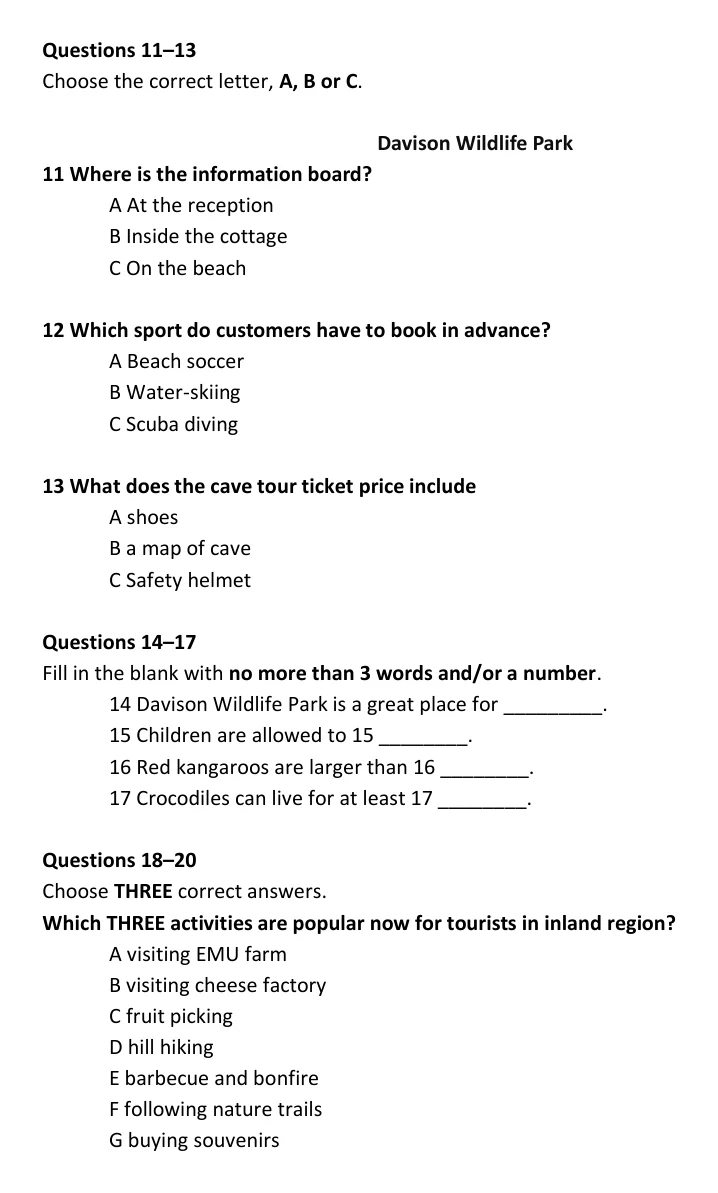 Questions 11–13
Choose the correct letter, A, B or C.
Davison Wildlife Park
11 Where is the information board?
A At the reception
B Inside the cottage
C On the beach
12 Which sport do customers have to book in advance?
A Beach soccer
B Water-skiing
C Scuba diving
13 What does the cave tour ticket price include
A shoes
B a map of cave
C Safety helmet
Questions 14–17
Fill in the blank with no more than 3 words and/or a number.
14 Davison Wildlife Park is a great place for _________.
15 Children are allowed to 15 ________.
16 Red kangaroos are larger than 16 ________.
17 Crocodiles can live for at least 17 ________.
Questions 18–20
Choose THREE correct answers.
Which THREE activities are popular now for tourists in inland region?
A visiting EMU farm
B visiting cheese factory
C fruit picking
D hill hiking
E barbecue and bonfire
F following nature trails
G buying souvenirs